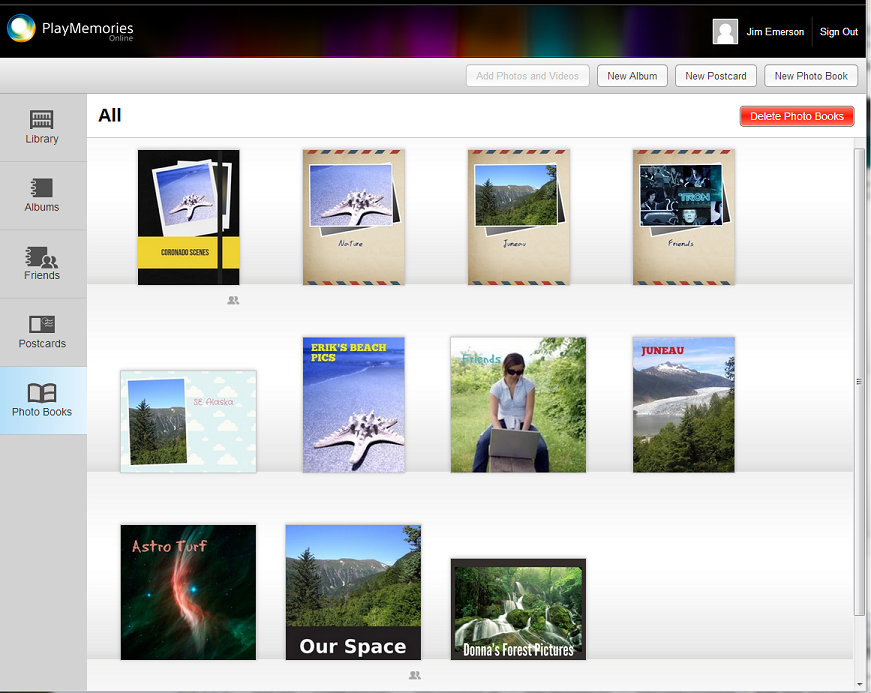 PlayMemories
Online
Jim Emerson
Sign Out
Add Photos and Videos
New Album
New Postcard
New Photo Book
Library
Albums
Friends
Postcards
Photo Books
All
Delete Photo Books
CORONADO SCENES
Nature
Juneau
TRON
Friends
SE Alaska
ERIK'S BEACH
PICS
Friends
JUNEAU
Astro Turf
Our Space
Donna's Forest Pictures